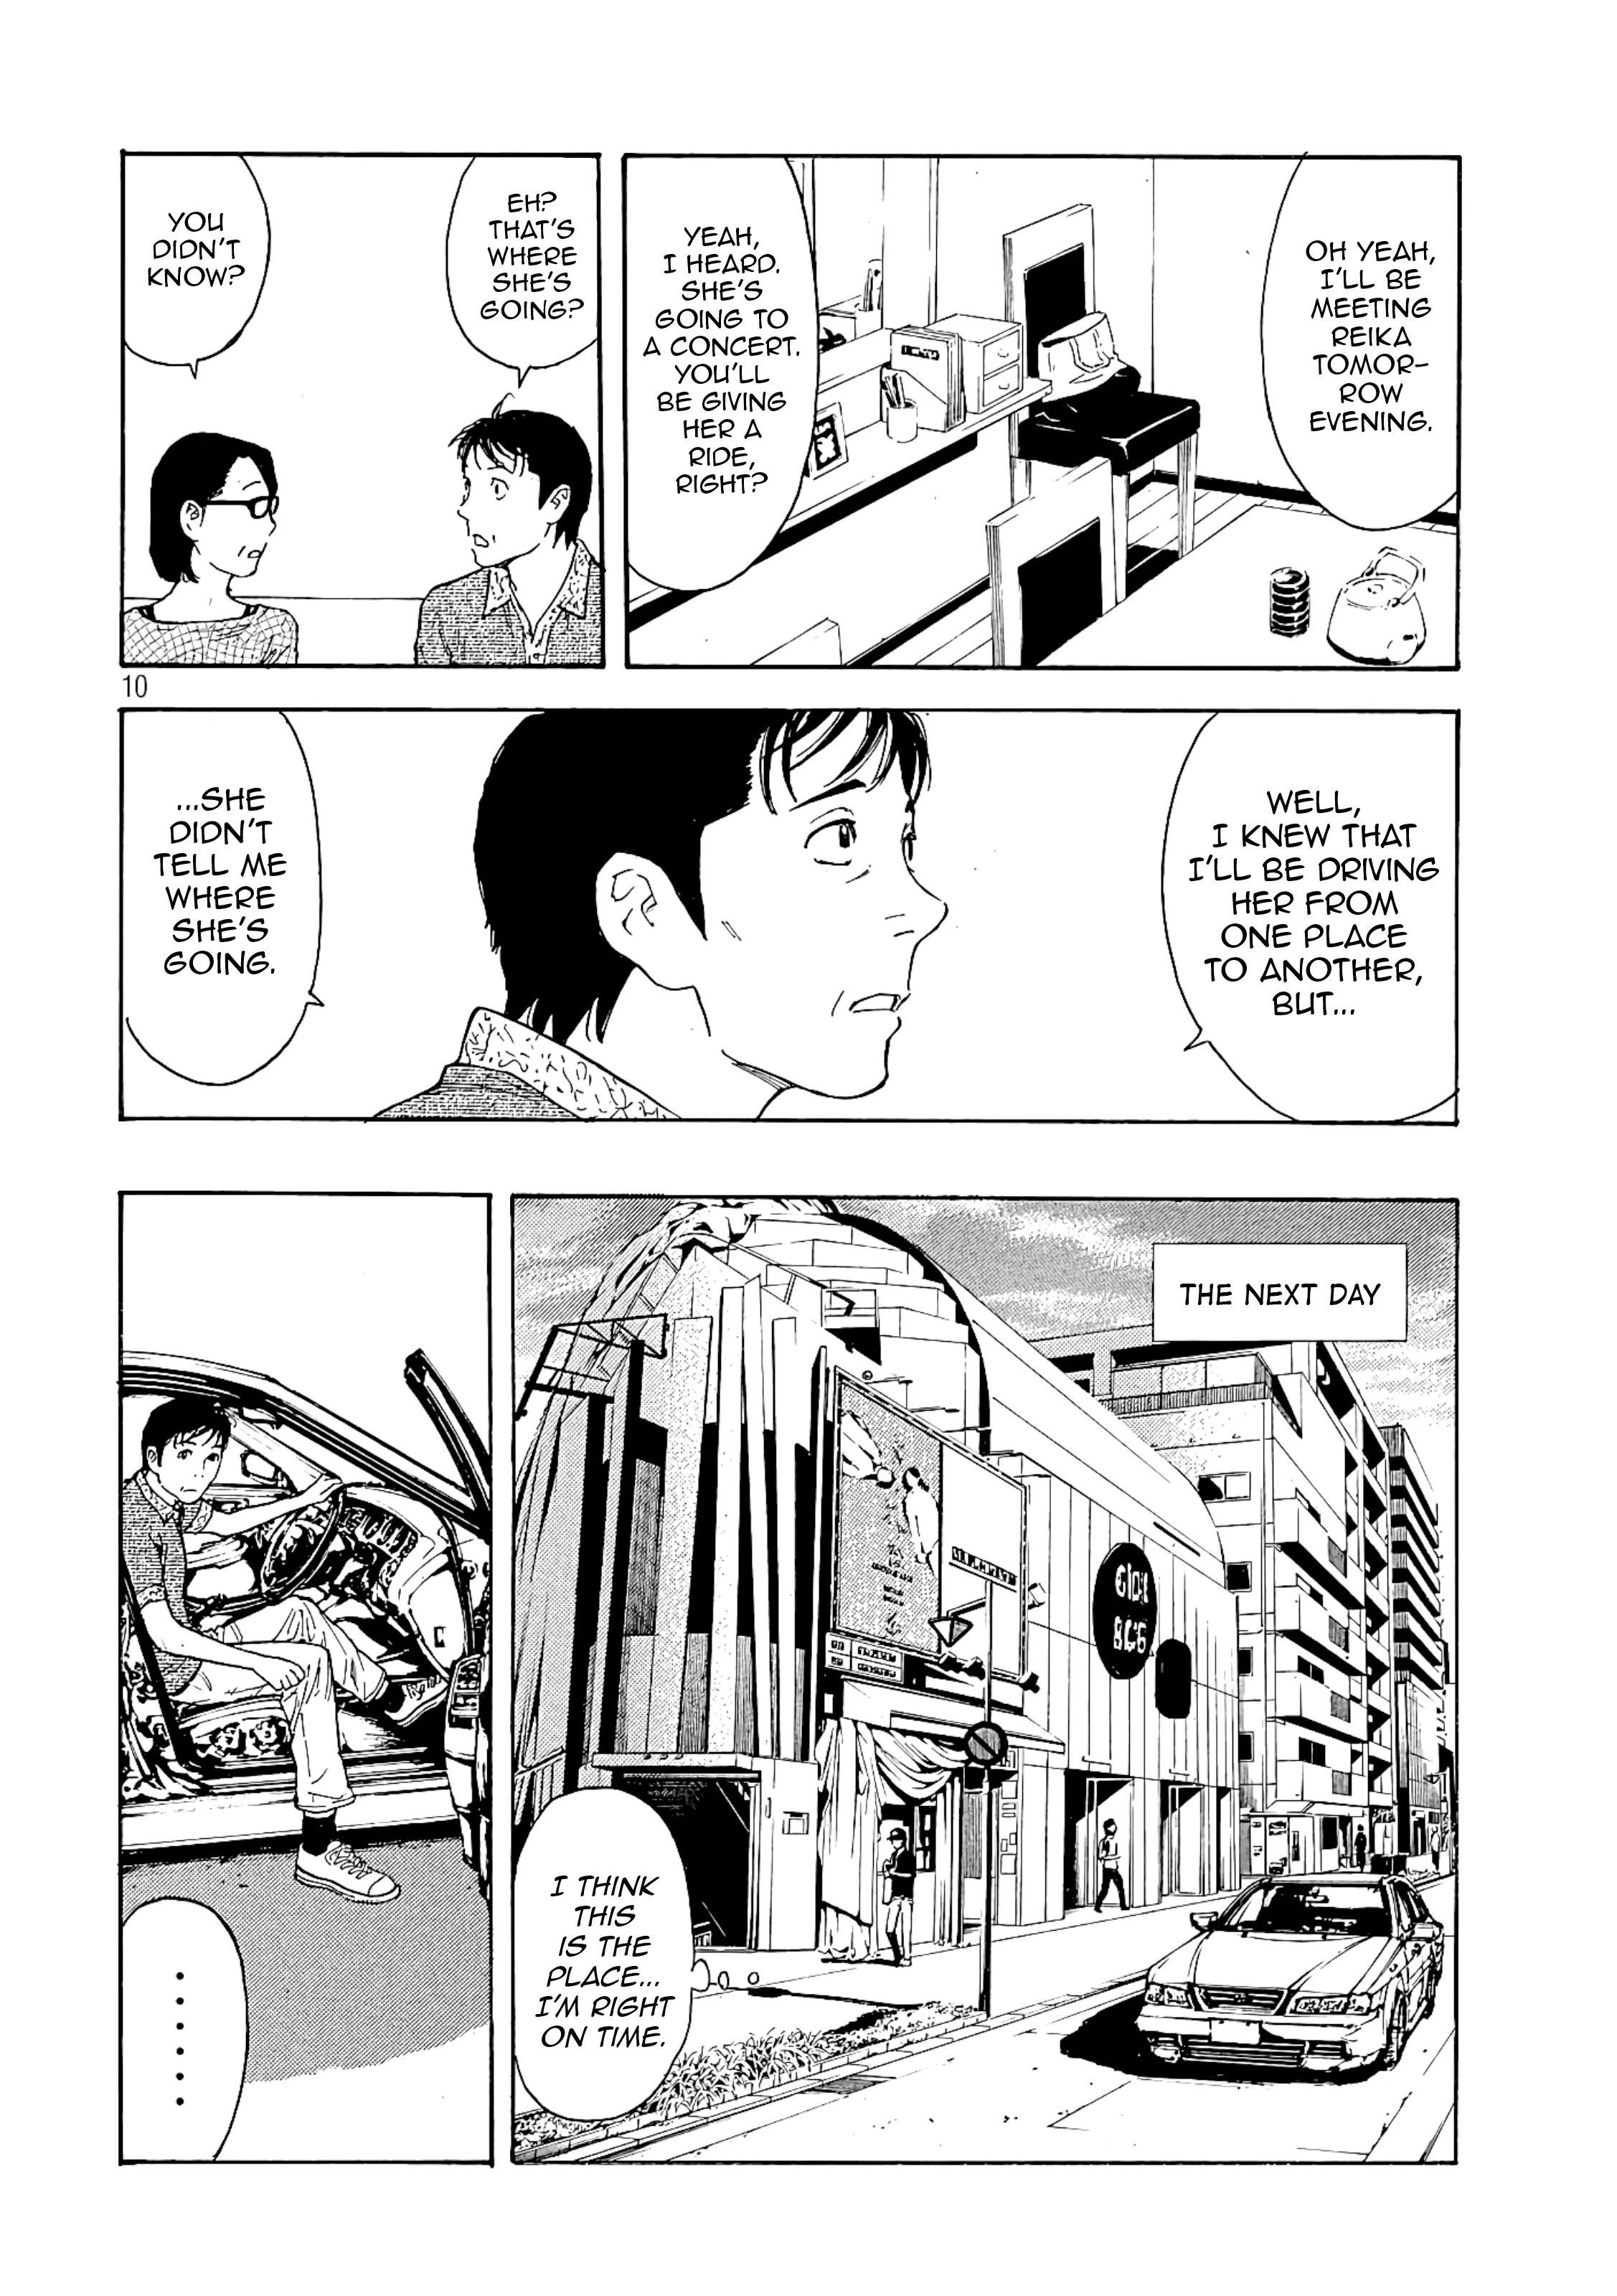 OH YEAH,
I'LL BE
MEETING
REIKA
TOMOR-
ROW
EVENING.
YEAH,
I HEARD.
SHE'S
GOING TO
A CONCERT.
YOU'LL
BE GIVING
HER A
RIDE,
RIGHT?
EH?
THAT'S
WHERE
SHE'S
GOING?
YOU
DIDN'T
KNOW?
10
WELL,
I KNEW THAT
I'LL BE DRIVING
HER FROM
ONE PLACE
TO ANOTHER,
BUT...
...SHE
DIDN'T
TELL ME
WHERE
SHE'S
GOING.
THE NEXT DAY
I THINK
THIS
IS THE
PLACE...
I'M RIGHT
ON TIME.
......